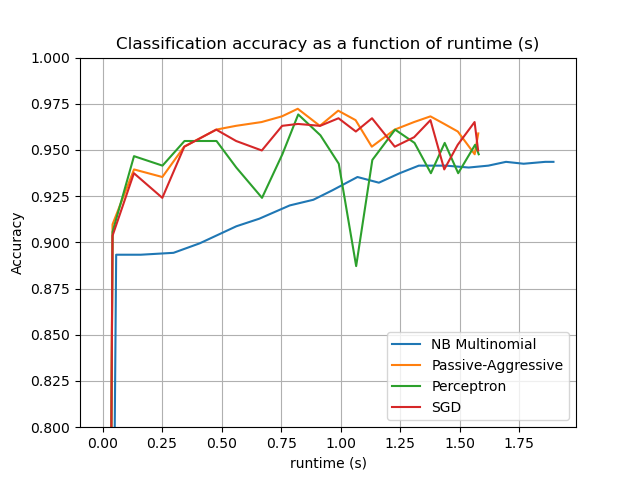 Classification accuracy as a function of runtime (s)
1.000
0.975
0.950
0.925
0.900
0.875
0.850
0.825
0.800
Accuracy
NB Multinomial
Passive-Aggressive
Perceptron
SGD
0.00 0.25 0.50 0.75 1.00 1.25 1.50 1.75
runtime (s)